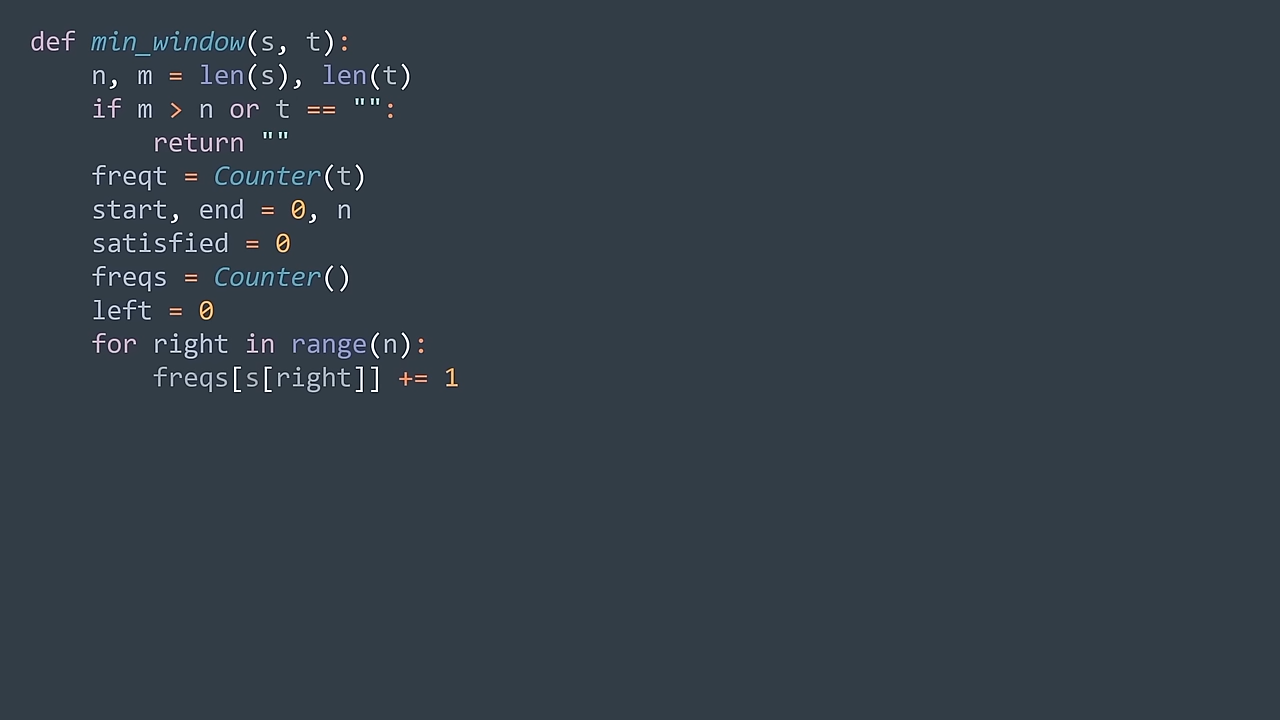 def min_window(s, t):
    n, m = len(s), len(t)
    if m > n or t == "":
        return ""
    freqt = Counter(t)
    start, end = 0, n
    satisfied = 0
    freqs = Counter()
    left = 0
    for right in range(n):
        freqs[s[right]] += 1